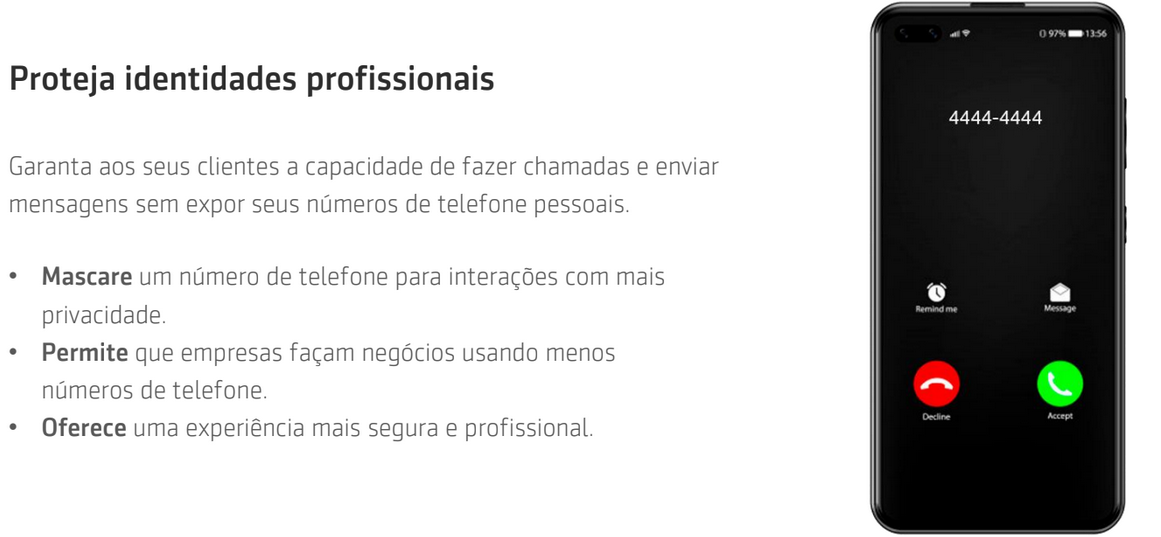 Proteja identidades profissionais
Garanta aos seus clientes a capacidade de fazer chamadas e enviar
mensagens sem expor seus números de telefone pessoais.
• Mascare um número de telefone para interações com mais
privacidade.
• Permite que empresas façam negócios usando menos
números de telefone.
• Oferece uma experiência mais segura e profissional.
97% 13:56
4444-4444
Remind me Message
Decline Accept